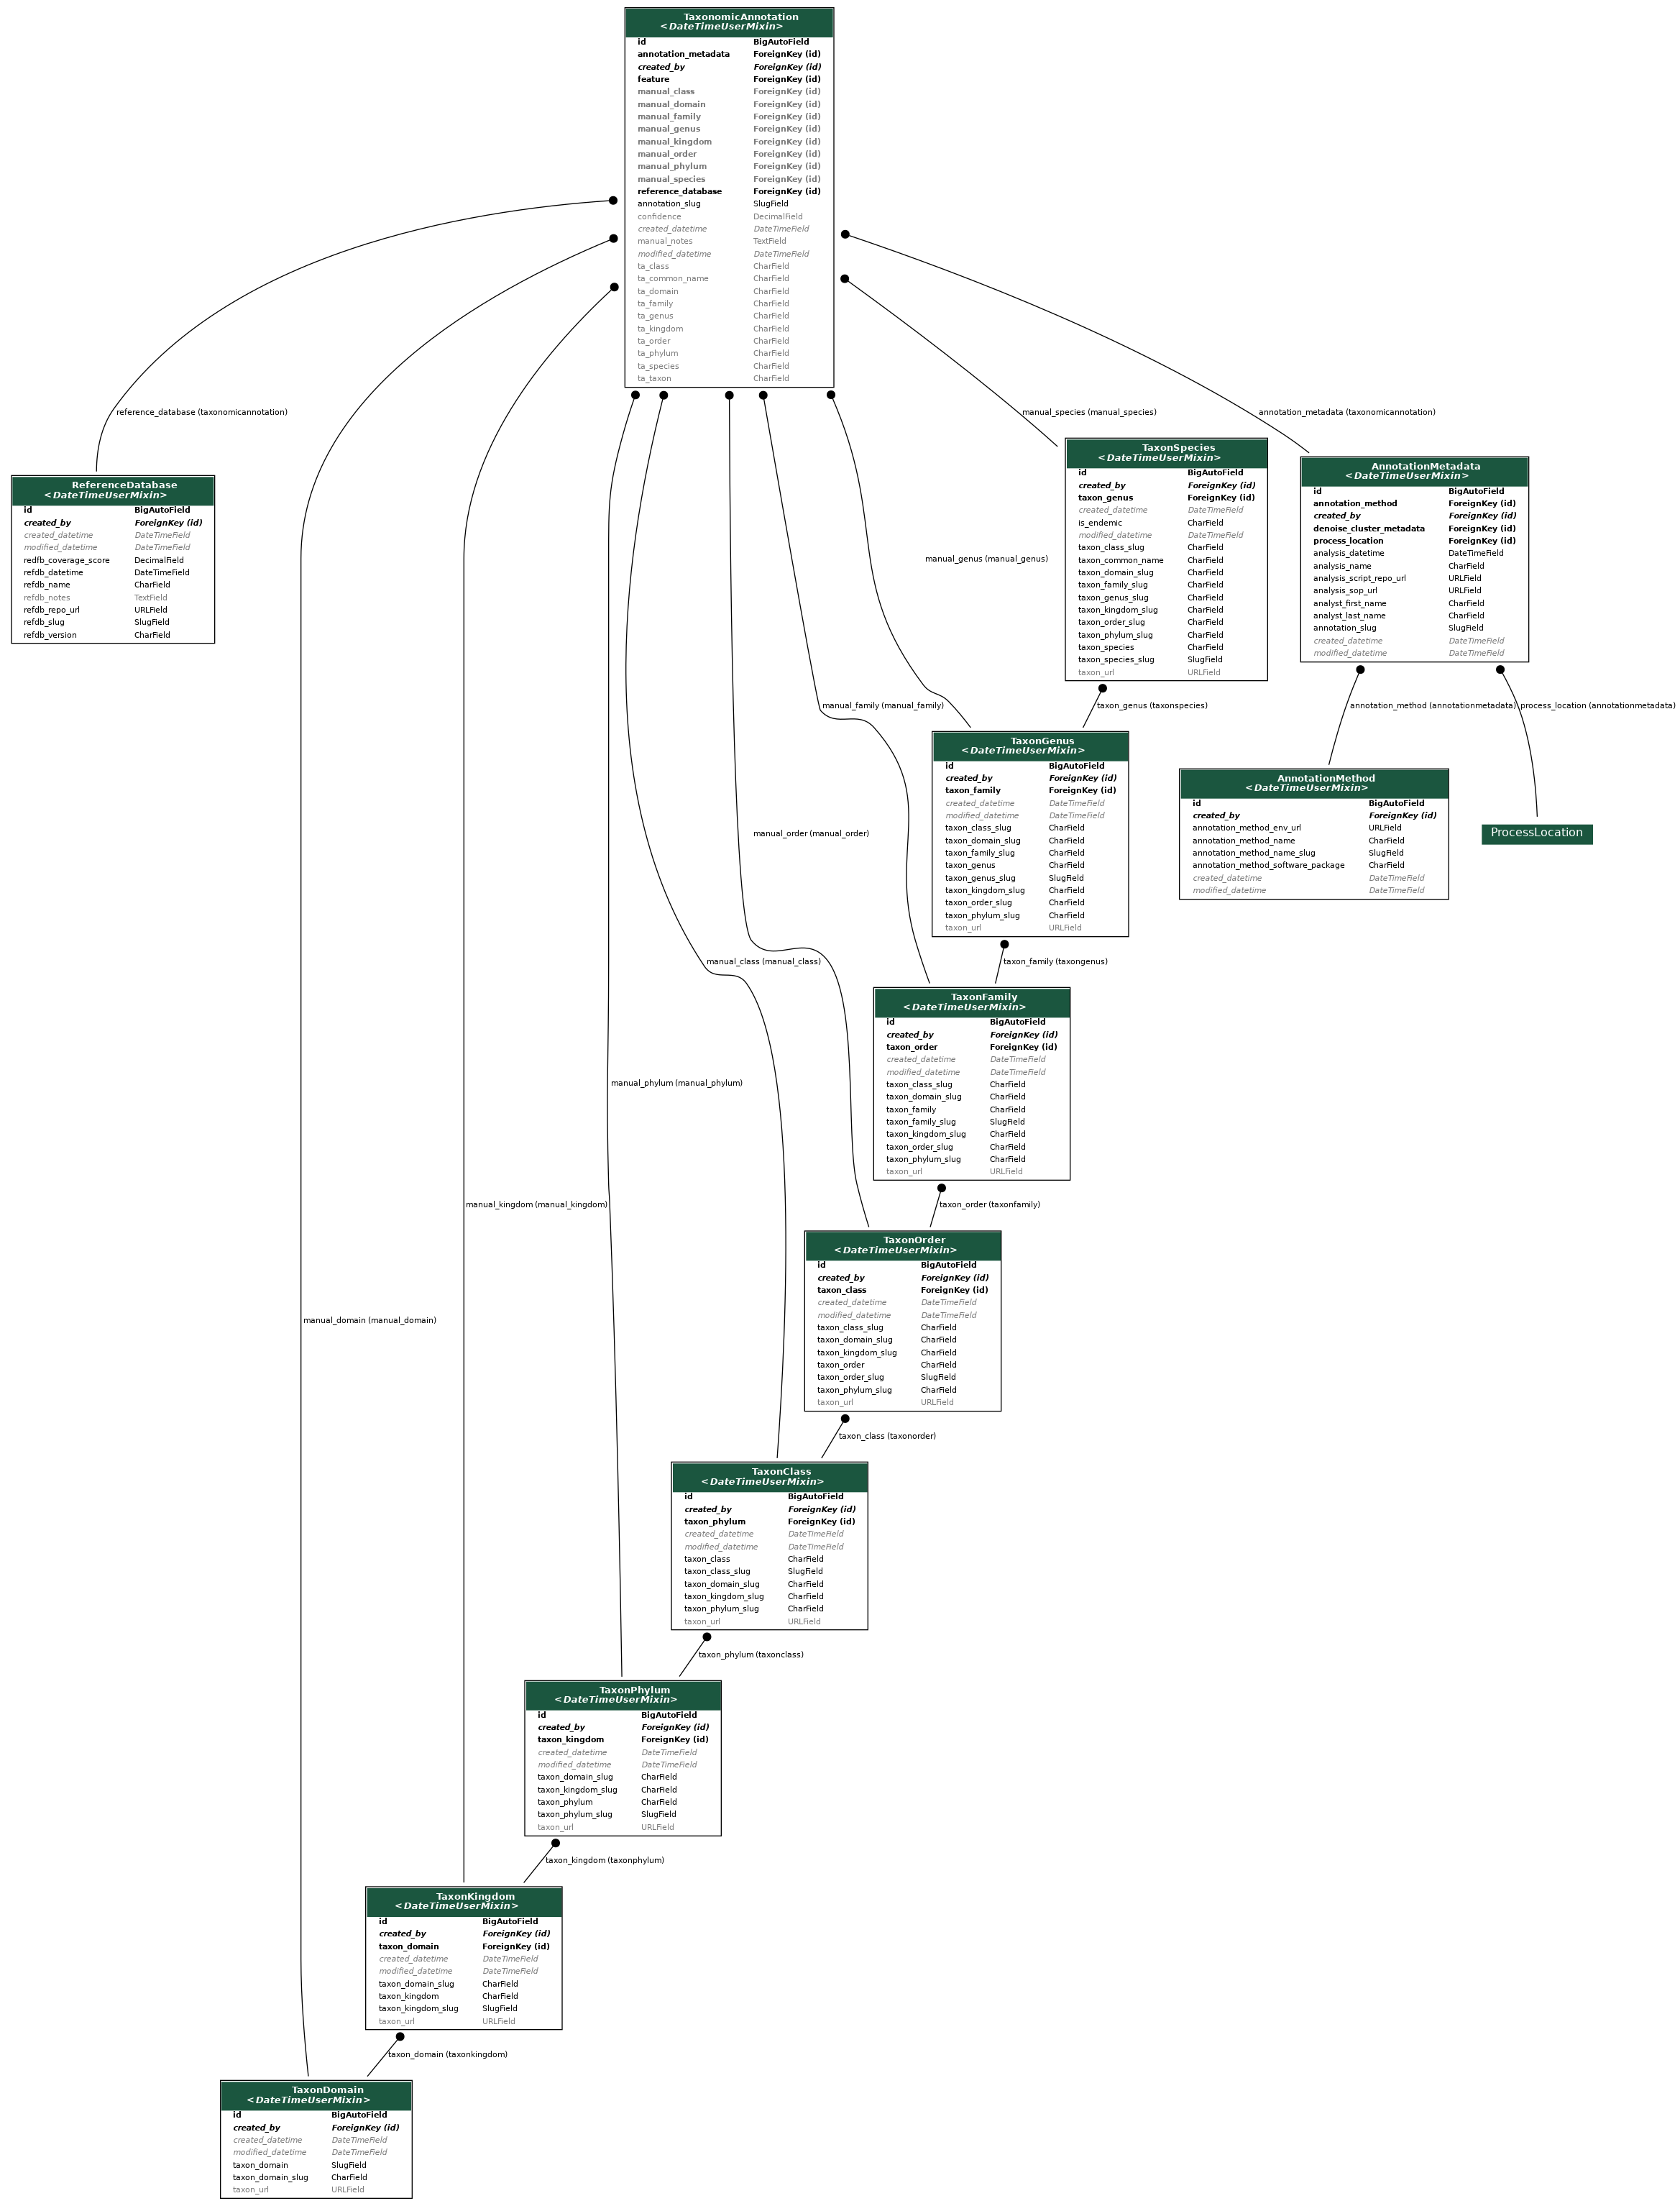 TaxonomicAnnotation
<DateTimeUserMixin>
id BigAutoField
annotation_metadata ForeignKey (id)
created_by ForeignKey (id)
feature ForeignKey (id)
manual_class ForeignKey (id)
manual_domain ForeignKey (id)
manual_family ForeignKey (id)
manual_genus ForeignKey (id)
manual_kingdom ForeignKey (id)
manual_order ForeignKey (id)
manual_phylum ForeignKey (id)
manual_species ForeignKey (id)
reference_database ForeignKey (id)
annotation_slug SlugField
confidence DecimalField
created_datetime DateTimeField
manual_notes TextField
modified_datetime DateTimeField
ta_class CharField
ta_common_name CharField
ta_domain CharField
ta_family CharField
ta_genus CharField
ta_kingdom CharField
ta_order CharField
ta_phylum CharField
ta_species CharField
ta_taxon CharField
reference_database (taxonomicannotation)
manual_species (manual_species)
annotation_metadata (taxonomicannotation)
ReferenceDatabase
<DateTimeUserMixin>
id BigAutoField
created_by ForeignKey (id)
created_datetime DateTimeField
modified_datetime DateTimeField
redfb_coverage_score DecimalField
refdb_datetime DateTimeField
refdb_name CharField
refdb_notes TextField
refdb_repo_url URLField
refdb_slug SlugField
refdb_version CharField
TaxonSpecies
<DateTimeUserMixin>
id BigAutoField
created_by ForeignKey (id)
taxon_genus ForeignKey (id)
created_datetime DateTimeField
is_endemic CharField
modified_datetime DateTimeField
taxon_class_slug CharField
taxon_common_name CharField
taxon_domain_slug CharField
taxon_family_slug CharField
taxon_genus_slug CharField
taxon_kingdom_slug CharField
taxon_order_slug CharField
taxon_phylum_slug CharField
taxon_species CharField
taxon_species_slug SlugField
taxon_url URLField
AnnotationMetadata
<DateTimeUserMixin>
id BigAutoField
annotation_method ForeignKey (id)
created_by ForeignKey (id)
denoise_cluster_metadata ForeignKey (id)
process_location ForeignKey (id)
analysis_datetime DateTimeField
analysis_name CharField
analysis_script_repo_url URLField
analysis_sop_url URLField
analyst_first_name CharField
analyst_last_name CharField
annotation_slug SlugField
created_datetime DateTimeField
modified_datetime DateTimeField
manual_genus (manual_genus)
manual_family (manual_family)
taxon_genus (taxonspecies)
annotation_method (annotationmetadata)
process_location (annotationmetadata)
TaxonGenus
<DateTimeUserMixin>
id BigAutoField
created_by ForeignKey (id)
taxon_family ForeignKey (id)
created_datetime DateTimeField
modified_datetime DateTimeField
taxon_class_slug CharField
taxon_domain_slug CharField
taxon_family_slug CharField
taxon_genus CharField
taxon_genus_slug SlugField
taxon_kingdom_slug CharField
taxon_order_slug CharField
taxon_phylum_slug CharField
taxon_url URLField
AnnotationMethod
<DateTimeUserMixin>
id BigAutoField
created_by ForeignKey (id)
annotation_method_env_url URLField
annotation_method_name CharField
annotation_method_name_slug SlugField
annotation_method_software_package CharField
created_datetime DateTimeField
modified_datetime DateTimeField
ProcessLocation
manual_order (manual_order)
manual_class (manual_class)
taxon_family (taxongenus)
TaxonFamily
<DateTimeUserMixin>
id BigAutoField
created_by ForeignKey (id)
taxon_order ForeignKey (id)
created_datetime DateTimeField
modified_datetime DateTimeField
taxon_class_slug CharField
taxon_domain_slug CharField
taxon_family CharField
taxon_family_slug SlugField
taxon_kingdom_slug CharField
taxon_order_slug CharField
taxon_phylum_slug CharField
taxon_url URLField
manual_phylum (manual_phylum)
manual_kingdom (manual_kingdom)
taxon_order (taxonfamily)
TaxonOrder
<DateTimeUserMixin>
id BigAutoField
created_by ForeignKey (id)
taxon_class ForeignKey (id)
created_datetime DateTimeField
modified_datetime DateTimeField
taxon_class_slug CharField
taxon_domain_slug CharField
taxon_kingdom_slug CharField
taxon_order CharField
taxon_order_slug SlugField
taxon_phylum_slug CharField
taxon_url URLField
manual_domain (manual_domain)
taxon_class (taxonorder)
TaxonClass
<DateTimeUserMixin>
id BigAutoField
created_by ForeignKey (id)
taxon_phylum ForeignKey (id)
created_datetime DateTimeField
modified_datetime DateTimeField
taxon_class CharField
taxon_class_slug SlugField
taxon_domain_slug CharField
taxon_kingdom_slug CharField
taxon_phylum_slug CharField
taxon_url URLField
taxon_phylum (taxonclass)
TaxonPhylum
<DateTimeUserMixin>
id BigAutoField
created_by ForeignKey (id)
taxon_kingdom ForeignKey (id)
created_datetime DateTimeField
modified_datetime DateTimeField
taxon_domain_slug CharField
taxon_kingdom_slug CharField
taxon_phylum CharField
taxon_phylum_slug SlugField
taxon_url URLField
taxon_kingdom (taxonphylum)
TaxonKingdom
<DateTimeUserMixin>
id BigAutoField
created_by ForeignKey (id)
taxon_domain ForeignKey (id)
created_datetime DateTimeField
modified_datetime DateTimeField
taxon_domain_slug CharField
taxon_kingdom CharField
taxon_kingdom_slug SlugField
taxon_url URLField
taxon_domain (taxonkingdom)
TaxonDomain
<DateTimeUserMixin>
id BigAutoField
created_by ForeignKey (id)
created_datetime DateTimeField
modified_datetime DateTimeField
taxon_domain SlugField
taxon_domain_slug CharField
taxon_url URLField